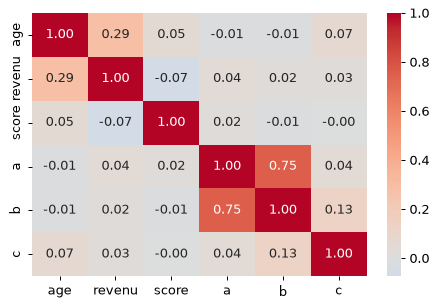 age 1.00 0.29 0.05 -0.01 -0.01 0.07
revenu 0.29 1.00 -0.07 0.04 0.02 0.03
score 0.05 -0.07 1.00 0.02 -0.01 -0.00
a -0.01 0.04 0.02 1.00 0.75 0.04
b -0.01 0.02 -0.01 0.75 1.00 0.13
c 0.07 0.03 -0.00 0.04 0.13 1.00
age revenu score a b c
1.0
0.8
0.6
0.4
0.2
0.0